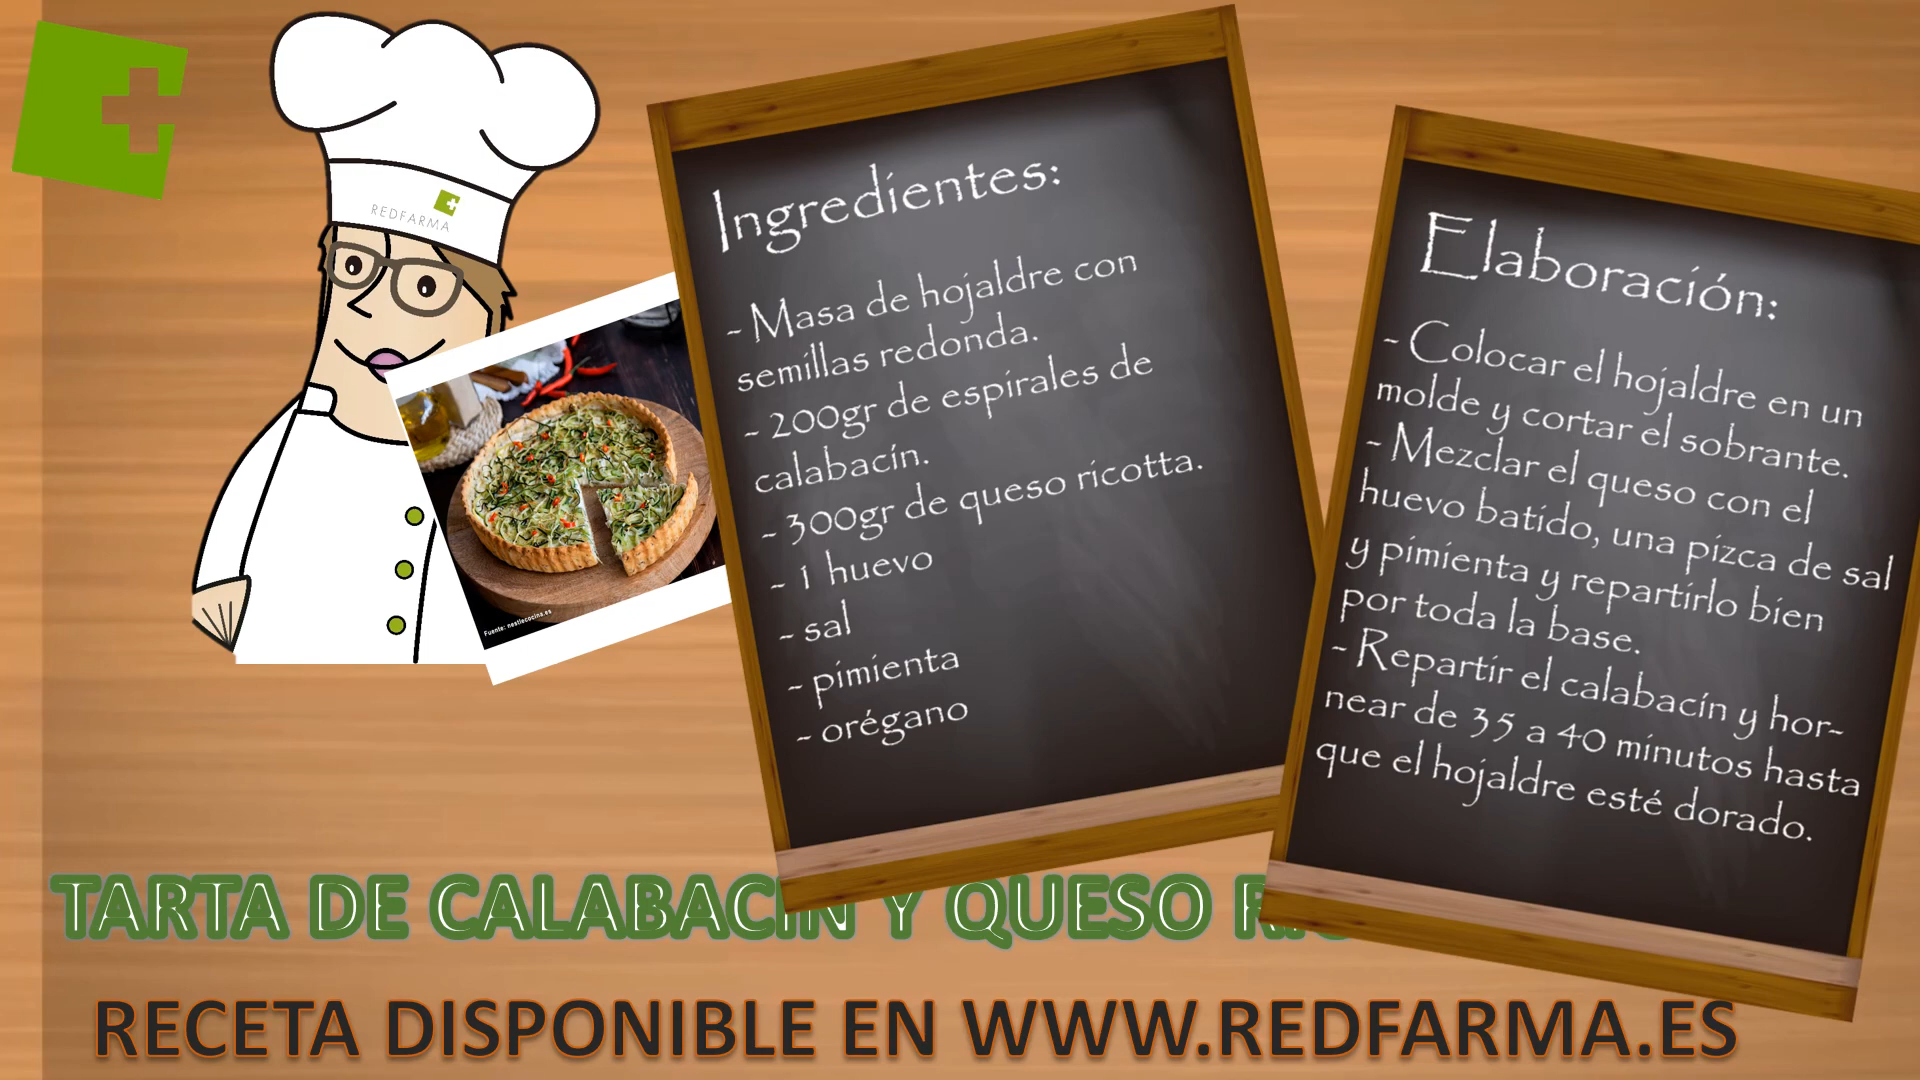 REDFARMA
Fuente: nestlecocina.es
Ingredientes:
- Masa de hojaldre con
semillas redonda.
- 200gr de espirales de
calabacín.
- 300gr de queso ricotta.
- 1 huevo
- sal
- pimienta
- orégano
Elaboración:
- Colocar el hojaldre en un
molde y cortar el sobrante.
- Mezclar el queso con el
huevo batido, una pizca de sal
y pimienta y repartirlo bien
por toda la base.
- Repartir el calabacín y hor-
near de 35 a 40 minutos hasta
que el hojaldre esté dorado.
TARTA DE CALABACIN Y QUESO
RECETA DISPONIBLE EN WWW.REDFARMA.ES